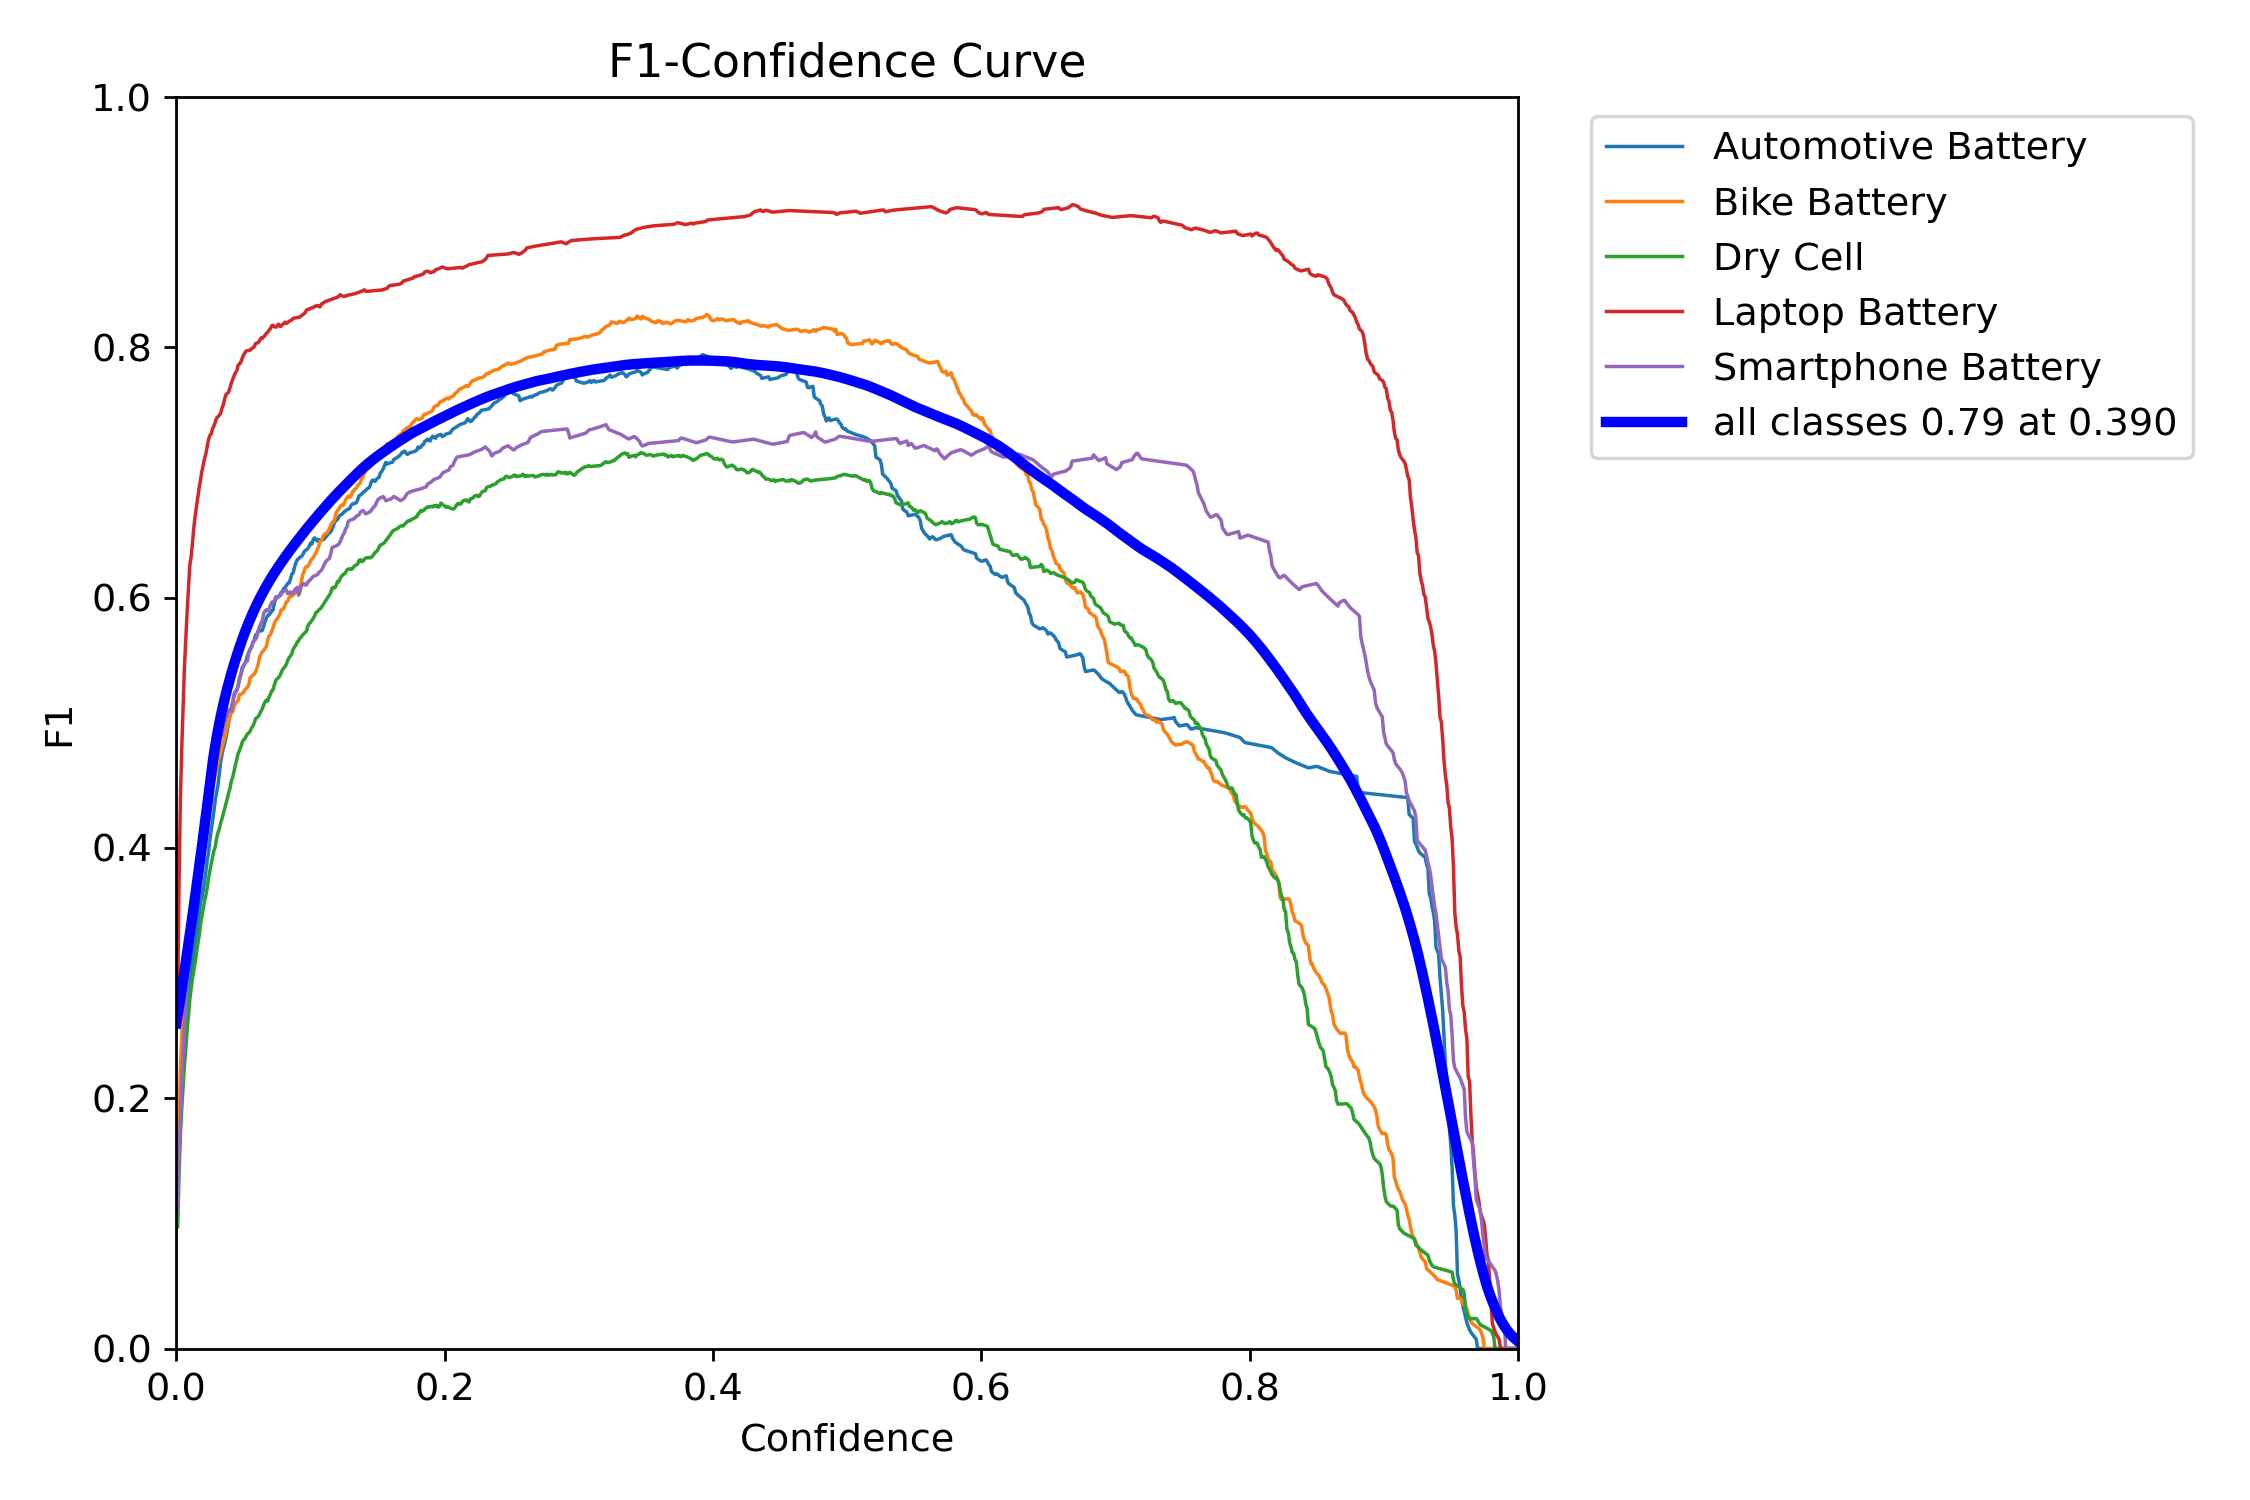 F1-Confidence Curve
1.0
0.8
0.6
0.4
0.2
0.0
F1
0.0 0.2 0.4 0.6 0.8 1.0
Confidence
Automotive Battery
Bike Battery
Dry Cell
Laptop Battery
Smartphone Battery
all classes 0.79 at 0.390